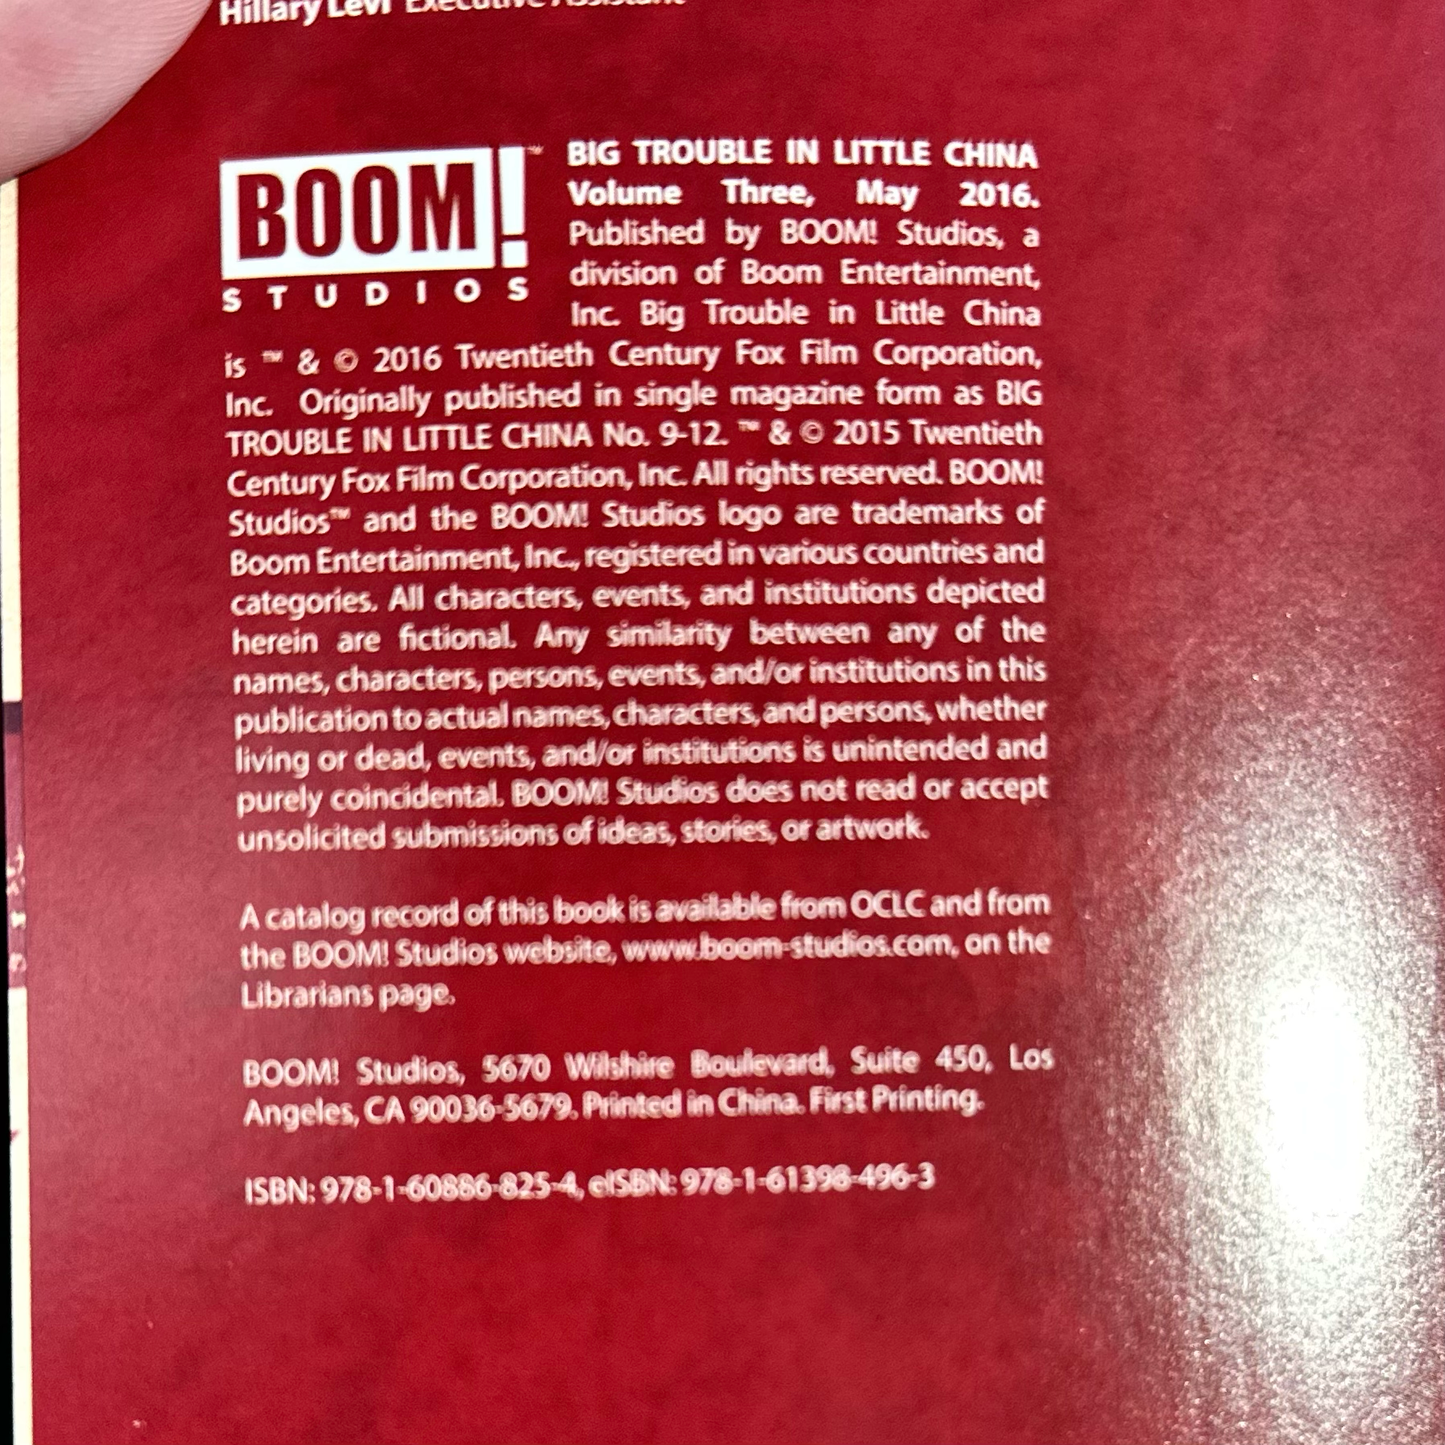 Hillary Levi Executive Assistant
BOOM!™
STUDIOS
BIG TROUBLE IN LITTLE CHINA
Volume Three, May 2016.
Published by BOOM! Studios, a
division of Boom Entertainment,
Inc. Big Trouble in Little China
is ™ & © 2016 Twentieth Century Fox Film Corporation,
Inc. Originally published in single magazine form as BIG
TROUBLE IN LITTLE CHINA No. 9-12. ™ & © 2015 Twentieth
Century Fox Film Corporation, Inc. All rights reserved. BOOM!
Studios™ and the BOOM! Studios logo are trademarks of
Boom Entertainment, Inc., registered in various countries and
categories. All characters, events, and institutions depicted
herein are fictional. Any similarity between any of the
names, characters, persons, events, and/or institutions in this
publication to actual names, characters, and persons, whether
living or dead, events, and/or institutions is unintended and
purely coincidental. BOOM! Studios does not read or accept
unsolicited submissions of ideas, stories, or artwork.
A catalog record of this book is available from OCLC and from
the BOOM! Studios website, www.boom-studios.com, on the
Librarians page.
BOOM! Studios, 5670 Wilshire Boulevard, Suite 450, Los
Angeles, CA 90036-5679. Printed in China. First Printing.
ISBN: 978-1-60886-825-4, eISBN: 978-1-61398-496-3